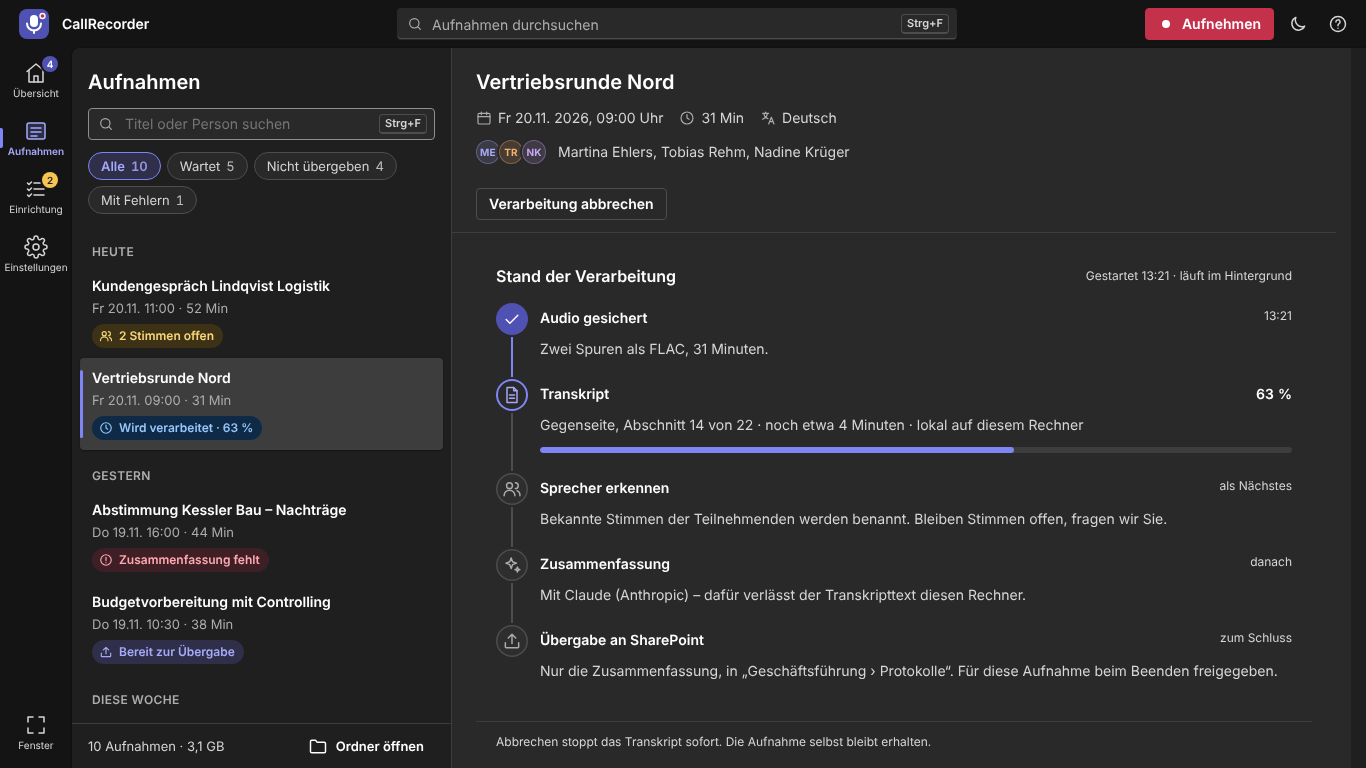 CallRecorder
Aufnahmen durchsuchen
Strg+F
Aufnehmen
4
Übersicht
Aufnahmen
2
Einrichtung
Einstellungen
Fenster
Aufnahmen
Titel oder Person suchen
Strg+F
Alle 10
Wartet 5
Nicht übergeben 4
Mit Fehlern 1
HEUTE
Kundengespräch Lindqvist Logistik
Fr 20.11. 11:00 · 52 Min
2 Stimmen offen
Vertriebsrunde Nord
Fr 20.11. 09:00 · 31 Min
Wird verarbeitet · 63 %
GESTERN
Abstimmung Kessler Bau – Nachträge
Do 19.11. 16:00 · 44 Min
Zusammenfassung fehlt
Budgetvorbereitung mit Controlling
Do 19.11. 10:30 · 38 Min
Bereit zur Übergabe
DIESE WOCHE
10 Aufnahmen · 3,1 GB
Ordner öffnen
Vertriebsrunde Nord
Fr 20.11. 2026, 09:00 Uhr
31 Min
Deutsch
ME TR NK
Martina Ehlers, Tobias Rehm, Nadine Krüger
Verarbeitung abbrechen
Stand der Verarbeitung
Gestartet 13:21 · läuft im Hintergrund
Audio gesichert
13:21
Zwei Spuren als FLAC, 31 Minuten.
Transkript
63 %
Gegenseite, Abschnitt 14 von 22 · noch etwa 4 Minuten · lokal auf diesem Rechner
Sprecher erkennen
als Nächstes
Bekannte Stimmen der Teilnehmenden werden benannt. Bleiben Stimmen offen, fragen wir Sie.
Zusammenfassung
danach
Mit Claude (Anthropic) – dafür verlässt der Transkripttext diesen Rechner.
Übergabe an SharePoint
zum Schluss
Nur die Zusammenfassung, in „Geschäftsführung › Protokolle“. Für diese Aufnahme beim Beenden freigegeben.
Abbrechen stoppt das Transkript sofort. Die Aufnahme selbst bleibt erhalten.